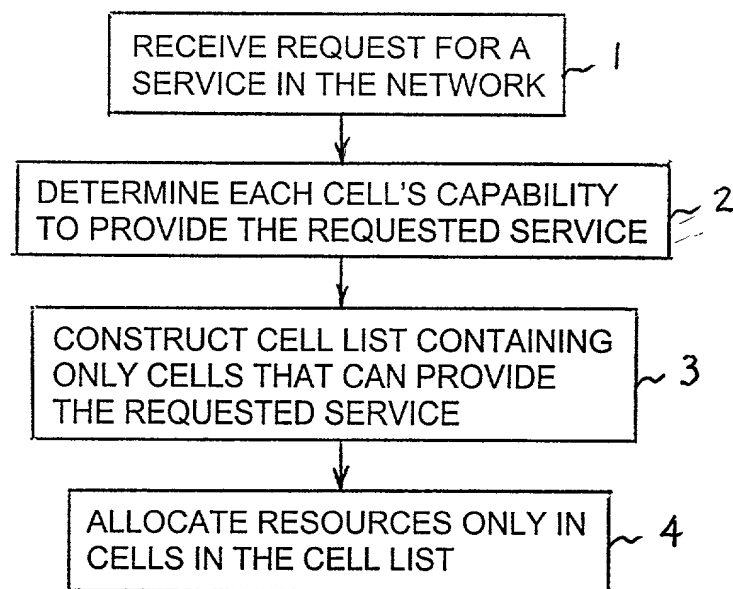 RECEIVE REQUEST FOR A
SERVICE IN THE NETWORK
1
DETERMINE EACH CELL'S CAPABILITY
TO PROVIDE THE REQUESTED SERVICE
2
CONSTRUCT CELL LIST CONTAINING
ONLY CELLS THAT CAN PROVIDE
THE REQUESTED SERVICE
3
ALLOCATE RESOURCES ONLY IN
CELLS IN THE CELL LIST
4